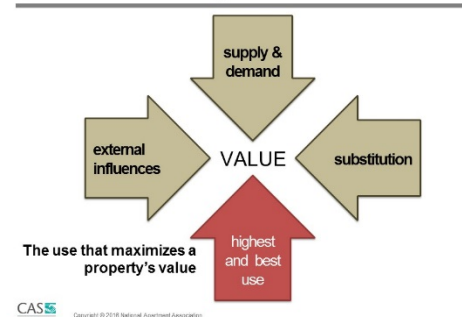 supply &
demand
external
influences
VALUE
substitution
The use that maximizes a
property's value
highest
and best
use
CAS
Copyright © 2016 National Apartment Association